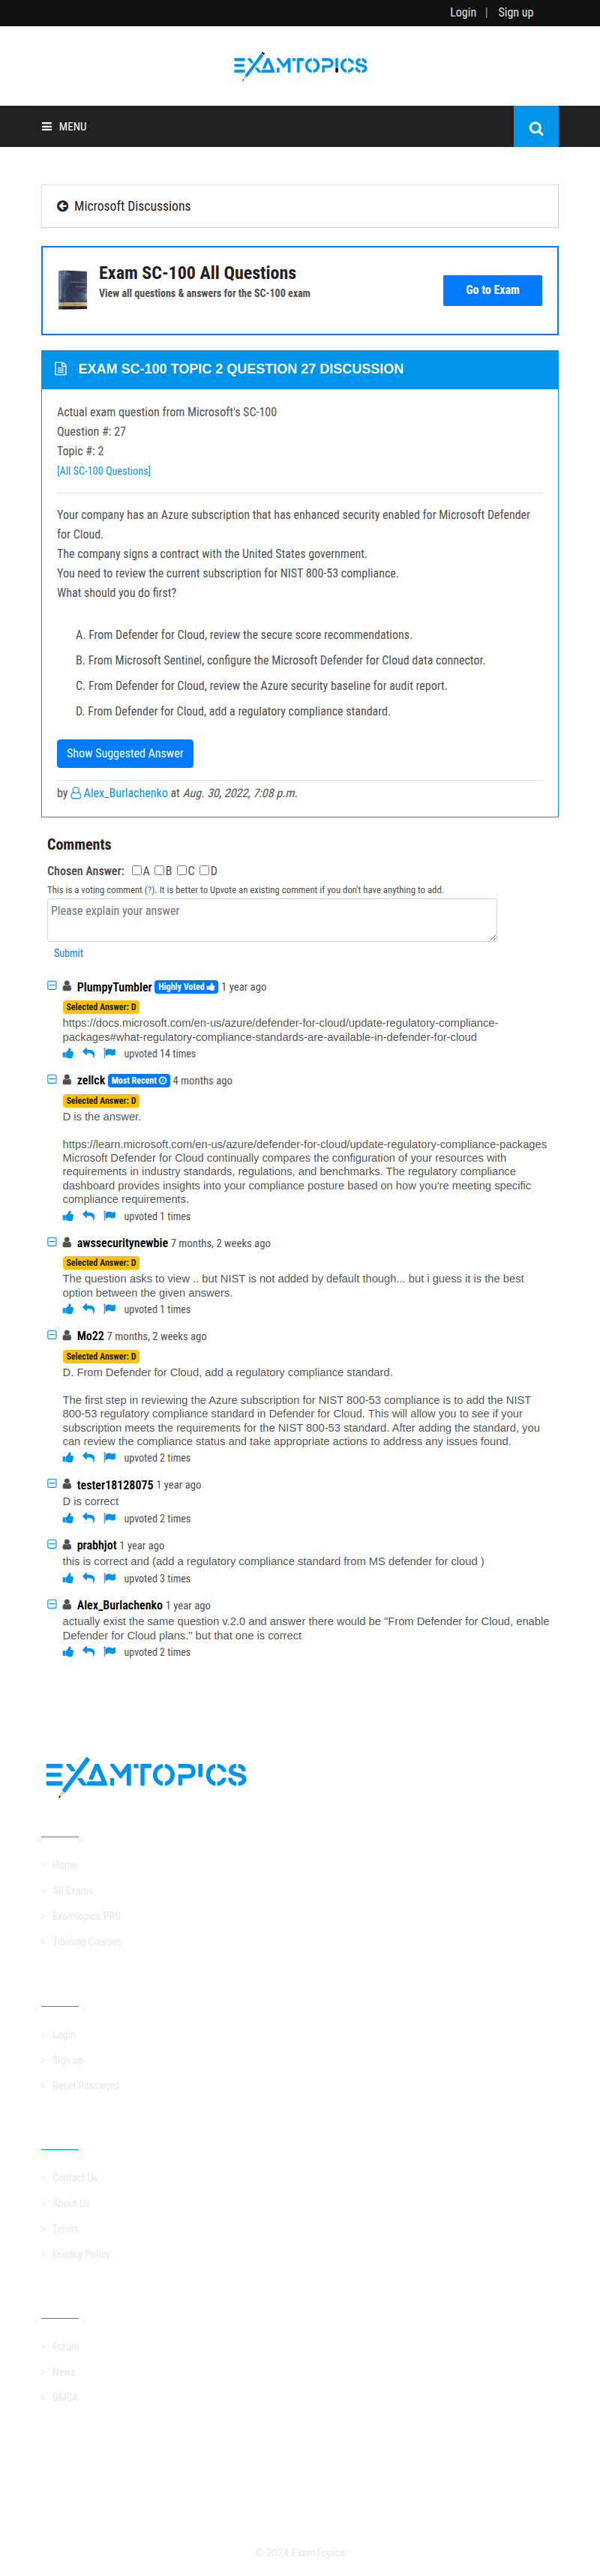 Login | Sign up
EXAMTOPICS
MENU
Microsoft Discussions
Exam SC-100 All Questions
View all questions & answers for the SC-100 exam
Go to Exam
EXAM SC-100 TOPIC 2 QUESTION 27 DISCUSSION
Actual exam question from Microsoft's SC-100
Question #: 27
Topic #: 2
[All SC-100 Questions]
Your company has an Azure subscription that has enhanced security enabled for Microsoft Defender
for Cloud.
The company signs a contract with the United States government.
You need to review the current subscription for NIST 800-53 compliance.
What should you do first?
A. From Defender for Cloud, review the secure score recommendations.
B. From Microsoft Sentinel, configure the Microsoft Defender for Cloud data connector.
C. From Defender for Cloud, review the Azure security baseline for audit report.
D. From Defender for Cloud, add a regulatory compliance standard.
Show Suggested Answer
by Alex_Burlachenko at Aug. 30, 2022, 7:08 p.m.
Comments
Chosen Answer: A B C D
This is a voting comment (?). It is better to Upvote an existing comment if you don't have anything to add.
Please explain your answer
Submit
PlumpyTumbler Highly Voted 1 year ago
Selected Answer: D
https://docs.microsoft.com/en-us/azure/defender-for-cloud/update-regulatory-compliance-
packages#what-regulatory-compliance-standards-are-available-in-defender-for-cloud
upvoted 14 times
zellck Most Recent 4 months ago
Selected Answer: D
D is the answer.
https://learn.microsoft.com/en-us/azure/defender-for-cloud/update-regulatory-compliance-packages
Microsoft Defender for Cloud continually compares the configuration of your resources with
requirements in industry standards, regulations, and benchmarks. The regulatory compliance
dashboard provides insights into your compliance posture based on how you're meeting specific
compliance requirements.
upvoted 1 times
awssecuritynewbie 7 months, 2 weeks ago
Selected Answer: D
The question asks to view .. but NIST is not added by default though... but i guess it is the best
option between the given answers.
upvoted 1 times
Mo22 7 months, 2 weeks ago
Selected Answer: D
D. From Defender for Cloud, add a regulatory compliance standard.
The first step in reviewing the Azure subscription for NIST 800-53 compliance is to add the NIST
800-53 regulatory compliance standard in Defender for Cloud. This will allow you to see if your
subscription meets the requirements for the NIST 800-53 standard. After adding the standard, you
can review the compliance status and take appropriate actions to address any issues found.
upvoted 2 times
tester18128075 1 year ago
D is correct
upvoted 2 times
prabhjot 1 year ago
this is correct and (add a regulatory compliance standard from MS defender for cloud )
upvoted 3 times
Alex_Burlachenko 1 year ago
actually exist the same question v.2.0 and answer there would be "From Defender for Cloud, enable
Defender for Cloud plans." but that one is correct
upvoted 2 times
EXAMTOPICS
Home
All Exams
Examtopics PRO
Training Courses
Login
Sign up
Reset Password
Contact Us
About Us
Terms
Privacy Policy
Forum
News
DMCA
© 2024 ExamTopics